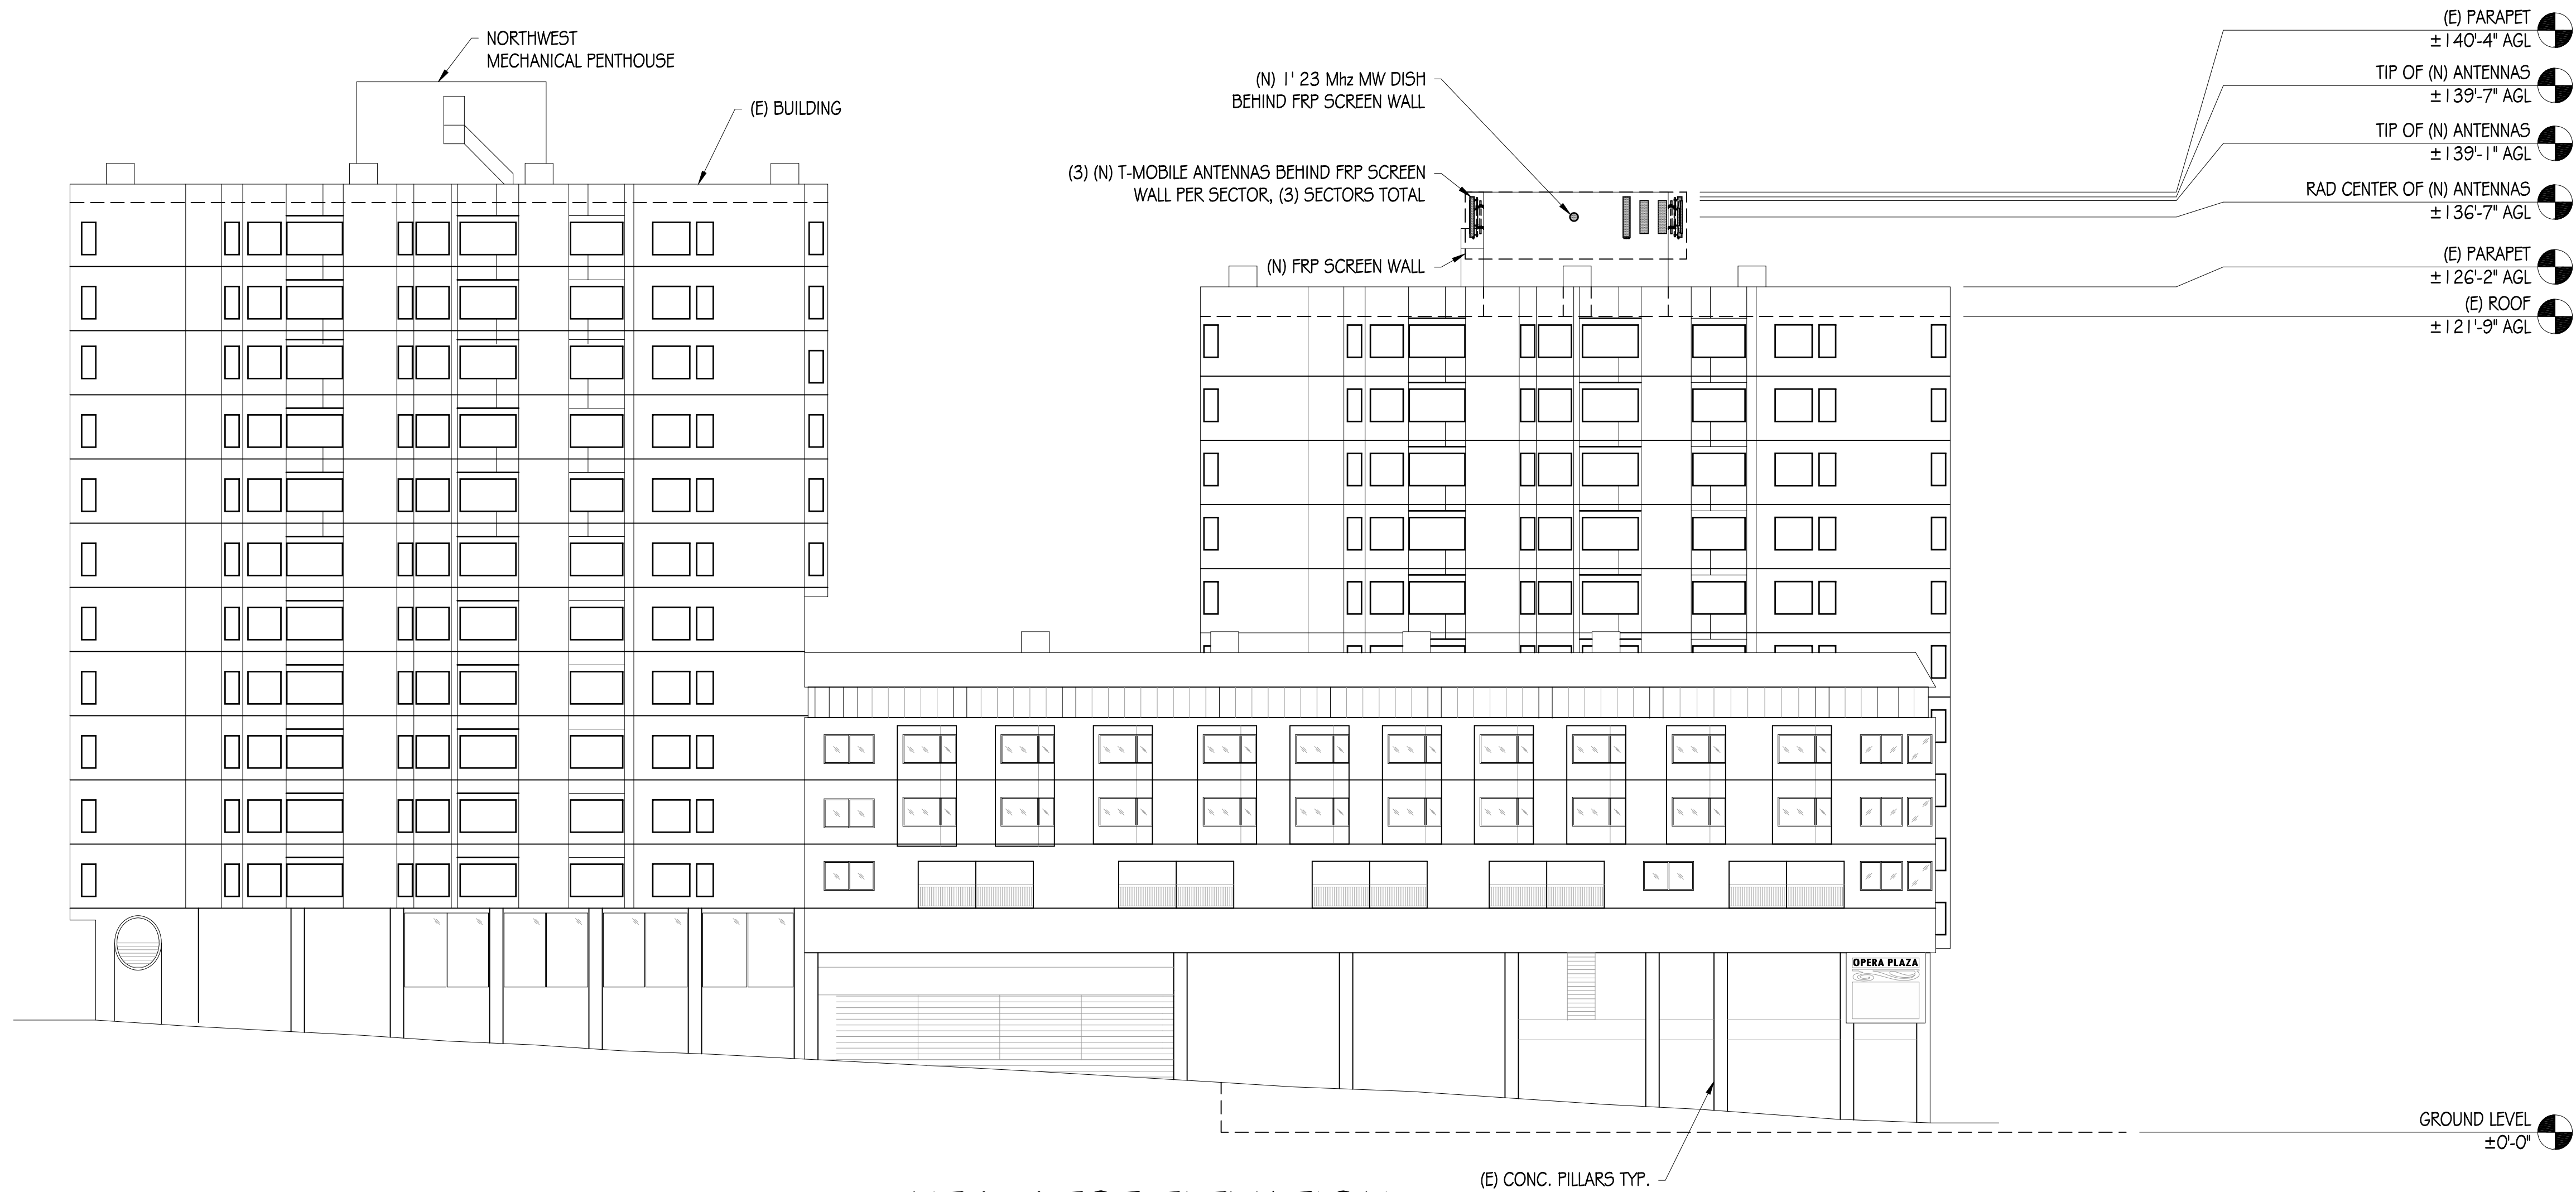 NORTHWEST
MECHANICAL PENTHOUSE
(E) BUILDING
(N) 1' 23 Mhz MW DISH
BEHIND FRP SCREEN WALL
(3) (N) T-MOBILE ANTENNAS BEHIND FRP SCREEN
WALL PER SECTOR, (3) SECTORS TOTAL
(N) FRP SCREEN WALL
(E) PARAPET
±140'-4" AGL
TIP OF (N) ANTENNAS
±139'-7" AGL
TIP OF (N) ANTENNAS
±139'-1" AGL
RAD CENTER OF (N) ANTENNAS
±136'-7" AGL
(E) PARAPET
±126'-2" AGL
(E) ROOF
±121'-9" AGL
OPERA PLAZA
GROUND LEVEL
±0'-0"
(E) CONC. PILLARS TYP.